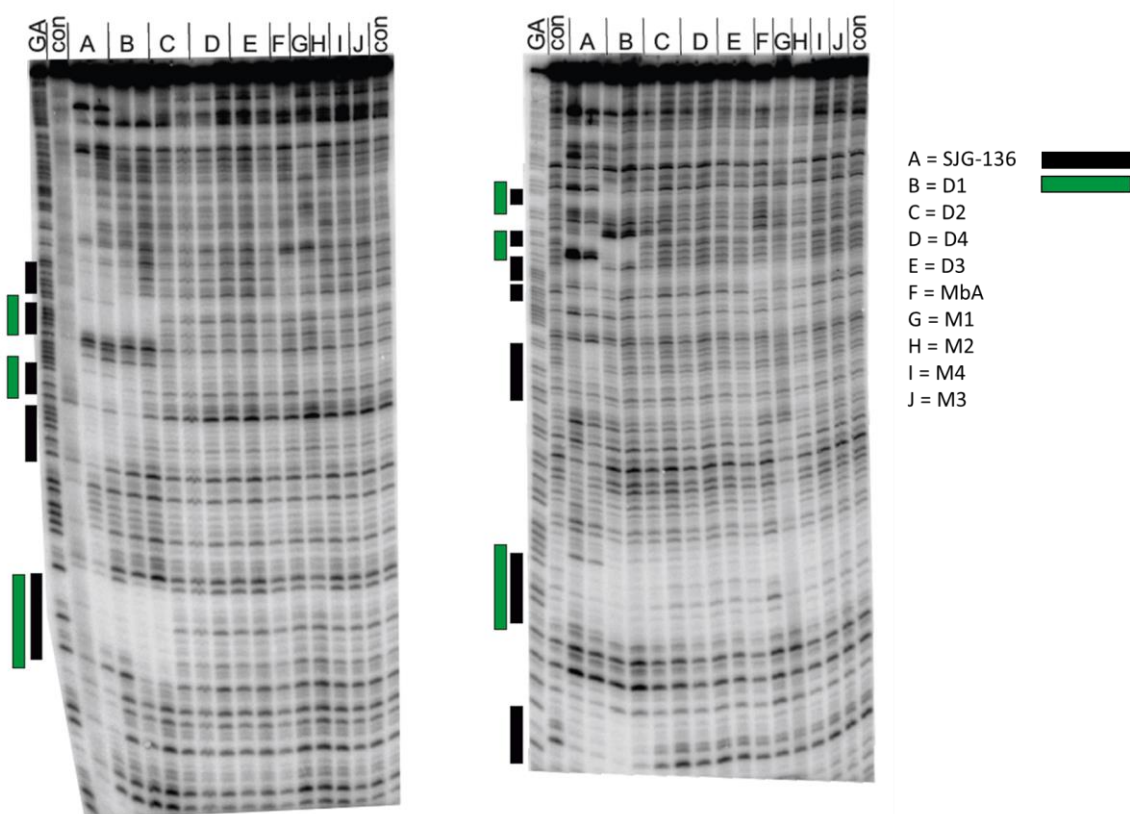 GA con A B C D E F G H I J con
GA con A B C D E F G H I J con
A = SJG-136
B = D1
C = D2
D = D4
E = D3
F = MbA
G = M1
H = M2
I = M4
J = M3